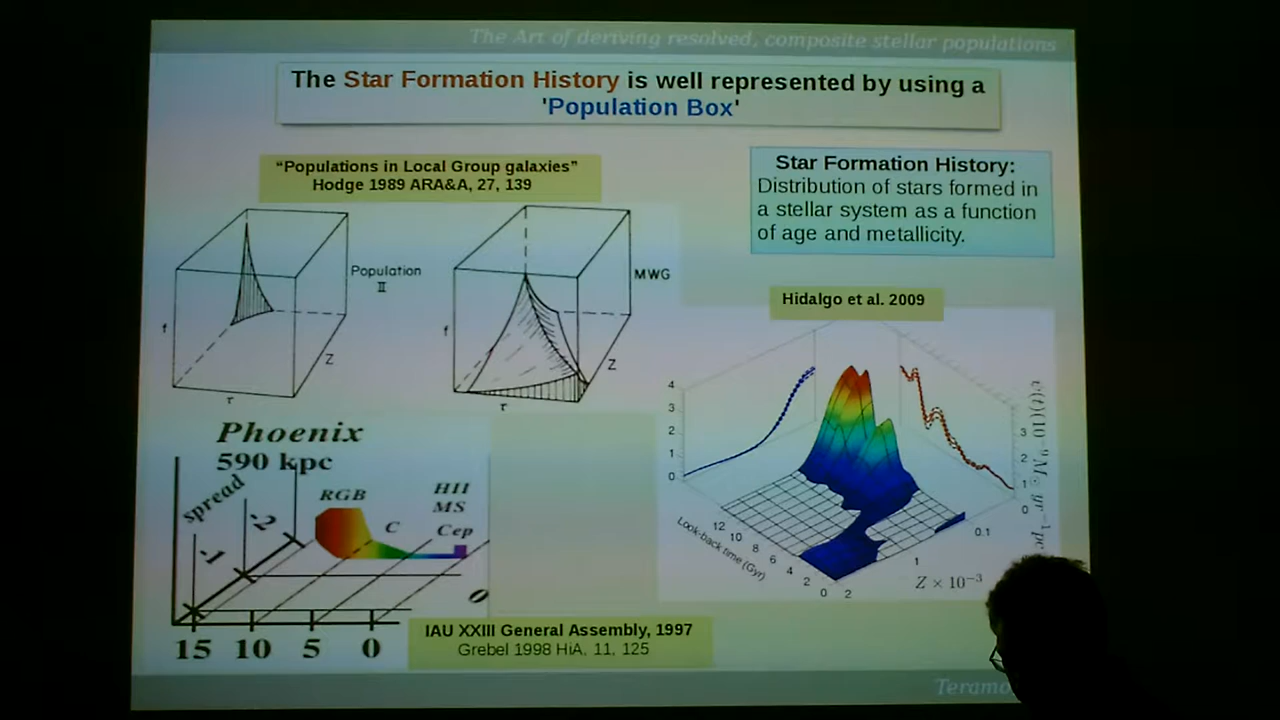 The Art of deriving resolved, composite stellar populations
The Star Formation History is well represented by using a
'Population Box'
“Populations in Local Group galaxies”
Hodge 1989 ARA&A, 27, 139
Star Formation History:
Distribution of stars formed in
a stellar system as a function
of age and metallicity.
Population
II
f
Z
τ
MWG
f
Z
τ
Hidalgo et al. 2009
4
3
2
1
0
12
10
8
6
4
2
0
Look-back time (Gyr)
2
1
0.1
Z × 10⁻³
3
2
1
0
Phoenix
590 kpc
spread
-2
-1
0
RGB
C
HII
MS
Cep
15 10 5 0
IAU XXIII General Assembly, 1997
Grebel 1998 HiA. 11. 125